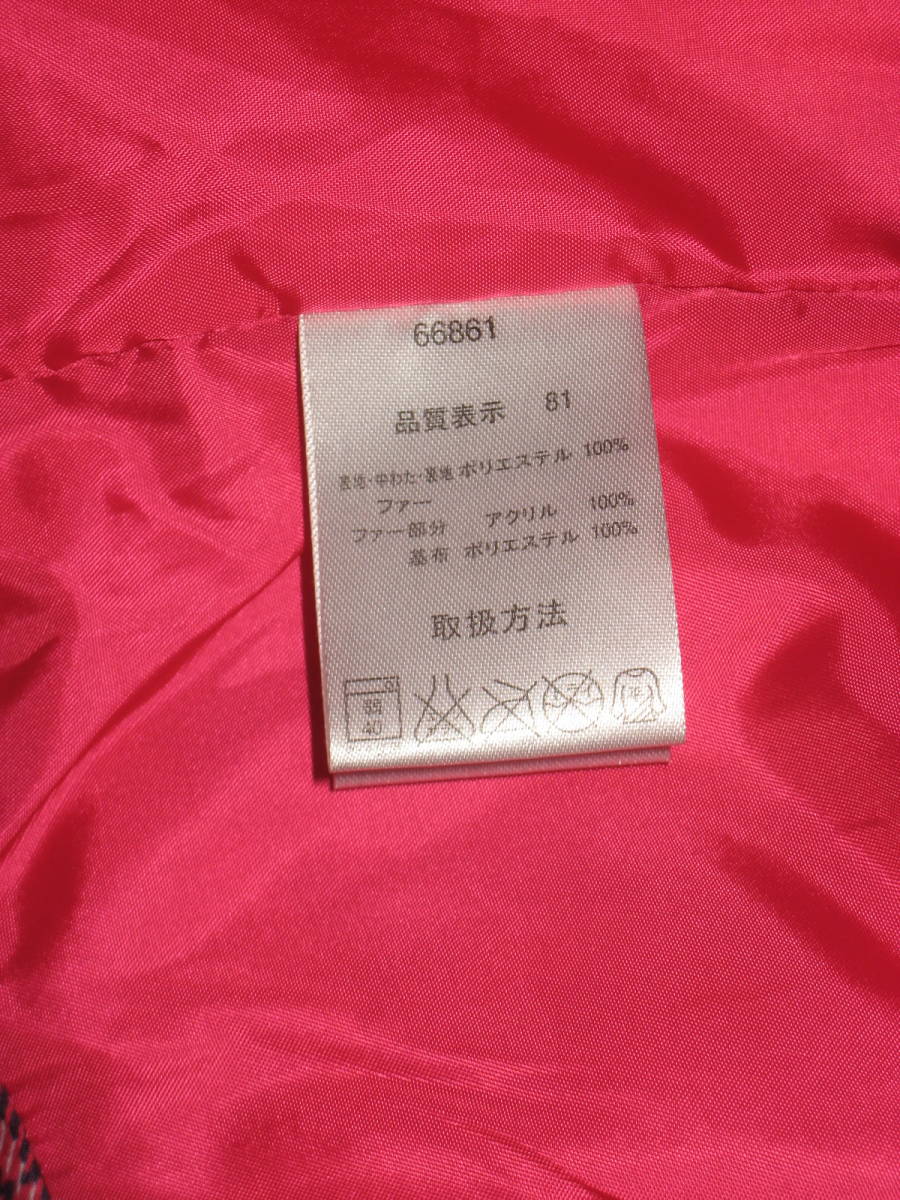 66861
品質表示 81
表地・中わた・裏地 ポリエステル 100%
ファー
ファー部分 アクリル 100%
基布 ポリエステル 100%
取扱方法
40